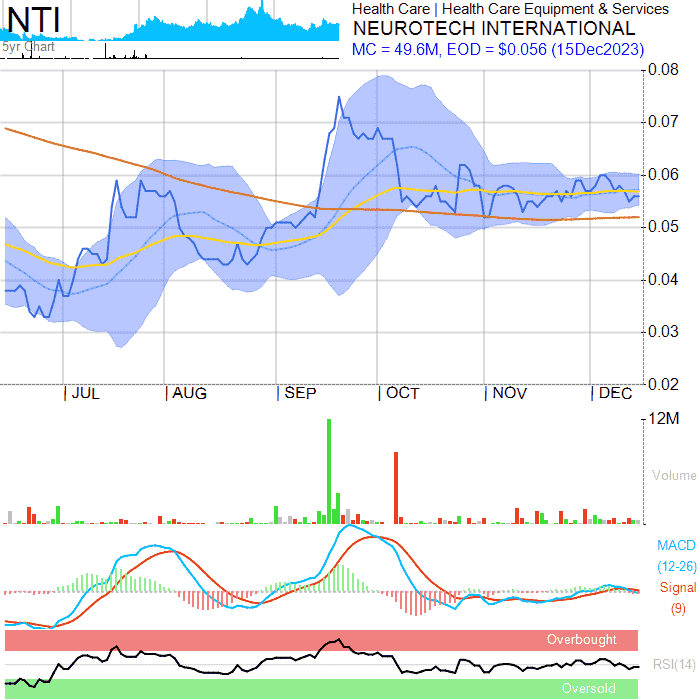 NTI
5yr Chart
Health Care | Health Care Equipment & Services
NEUROTECH INTERNATIONAL
MC = 49.6M, EOD = $0.056 (15Dec2023)
0.08
0.07
0.06
0.05
0.04
0.03
0.02
| JUL | AUG | SEP | OCT | NOV | DEC
12M
Volume
MACD
(12-26)
Signal
(9)
Overbought
RSI(14)
Oversold